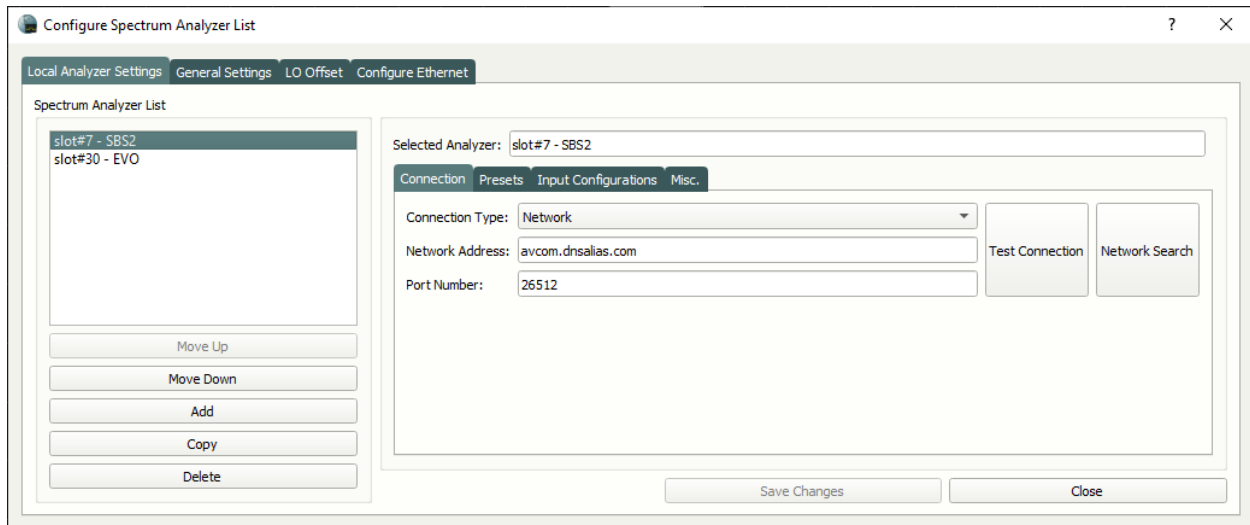 Configure Spectrum Analyzer List
?
Local Analyzer Settings General Settings LO Offset Configure Ethernet
Spectrum Analyzer List
slot#7 - SBS2
slot#30 - EVO
Move Up
Move Down
Add
Copy
Delete
Selected Analyzer: slot#7 - SBS2
Connection Presets Input Configurations Misc.
Connection Type: Network
Network Address: avcom.dnsalias.com
Port Number: 26512
Test Connection Network Search
Save Changes Close